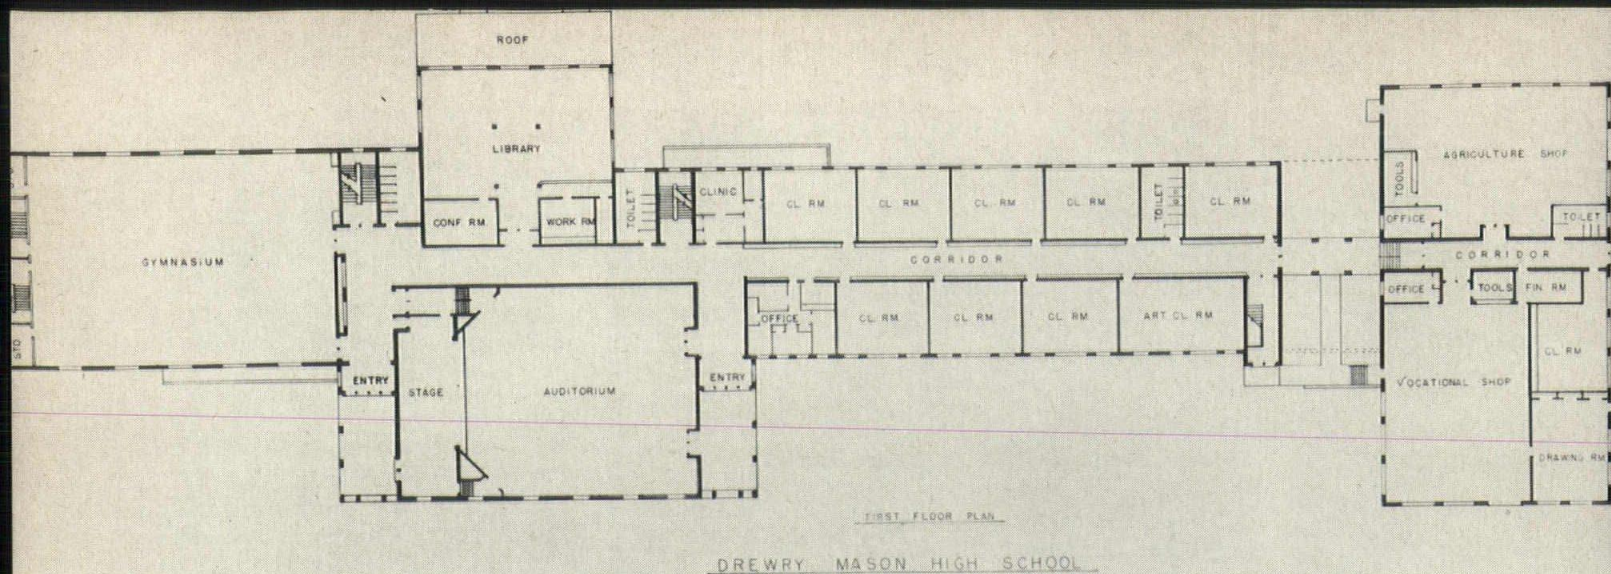 ROOF
LIBRARY
AGRICULTURE SHOP
TOOLS
CLINIC
TOILET
CL. RM.
CL. RM.
CL. RM.
CL. RM.
TOILET
CL. RM.
CONF. RM.
WORK RM.
OFFICE
TOILET
GYMNASIUM
CORRIDOR
CORRIDOR
OFFICE
TOOLS
FIN. RM.
OFFICE
CL. RM.
CL. RM.
CL. RM.
ART. CL. RM.
STO.
CL. RM.
ENTRY
STAGE
AUDITORIUM
ENTRY
VOCATIONAL SHOP
DRAWING RM.
FIRST FLOOR PLAN
DREWRY MASON HIGH SCHOOL